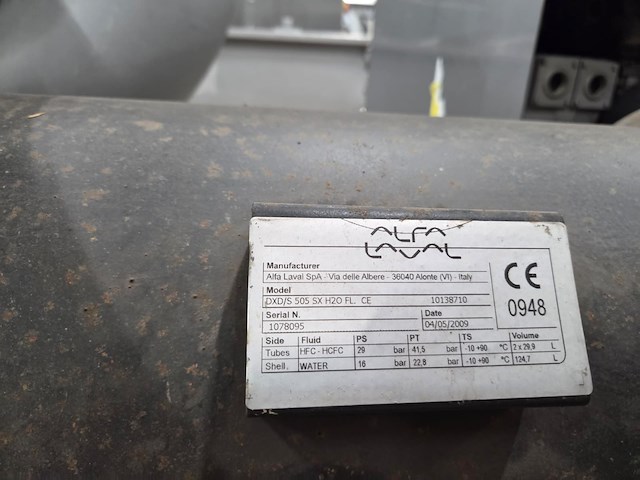 ALFA
LAVAL
Manufacturer
Alfa Laval SpA - Via delle Albere - 36040 Alonte (VI) - Italy
Model
DXD/S 505 SX H2O FL. CE 10138710
Serial N. Date
1078095 04/05/2009
CE
0948
Side Fluid PS PT TS Volume
Tubes HFC - HCFC 29 bar 41,5 bar -10 +90 °C 2 x 29,9 L
Shell. WATER 16 bar 22,8 bar -10 +90 °C 124,7 L